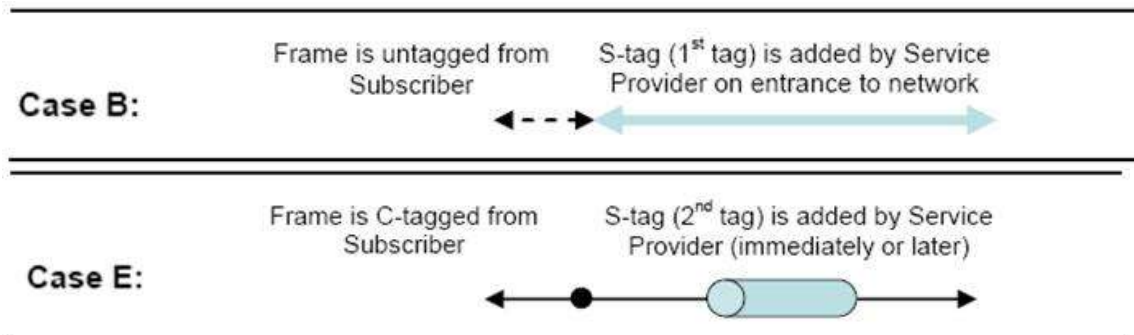 Frame is untagged from
Subscriber
S-tag (1st tag) is added by Service
Provider on entrance to network
Case B:
Frame is C-tagged from
Subscriber
S-tag (2nd tag) is added by Service
Provider (immediately or later)
Case E: